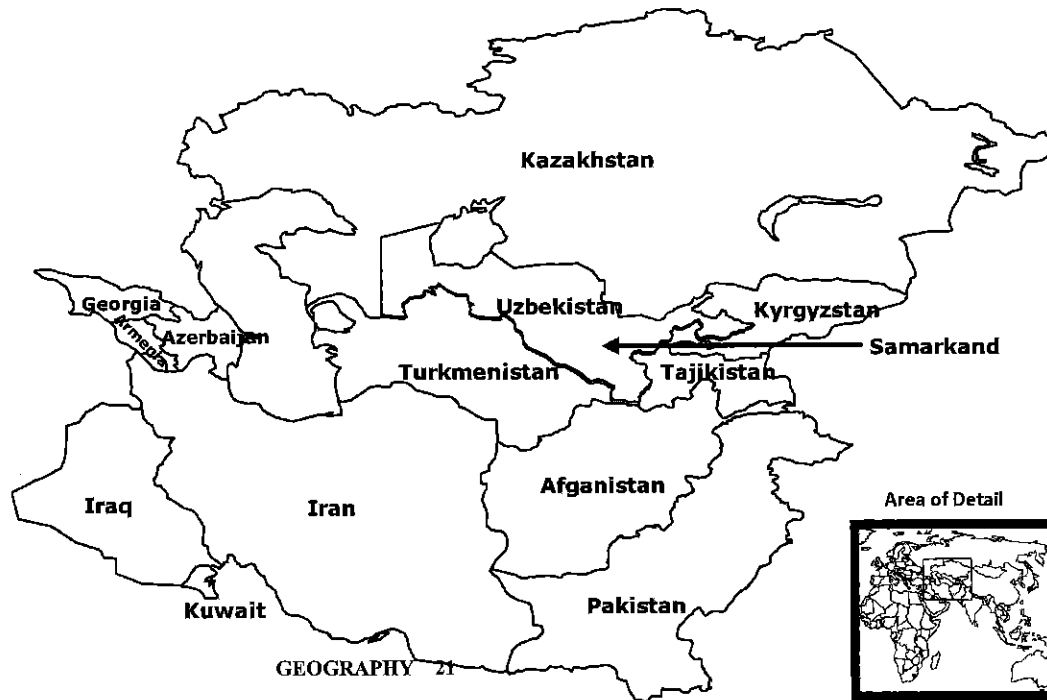 Kazakhstan
Georgia
Uzbekistan
Kyrgyzstan
Armenia
Azerbaijan
Samarkand
Turkmenistan
Tajikistan
Afganistan
Area of Detail
Iraq
Iran
Kuwait
Pakistan
GEOGRAPHY 21